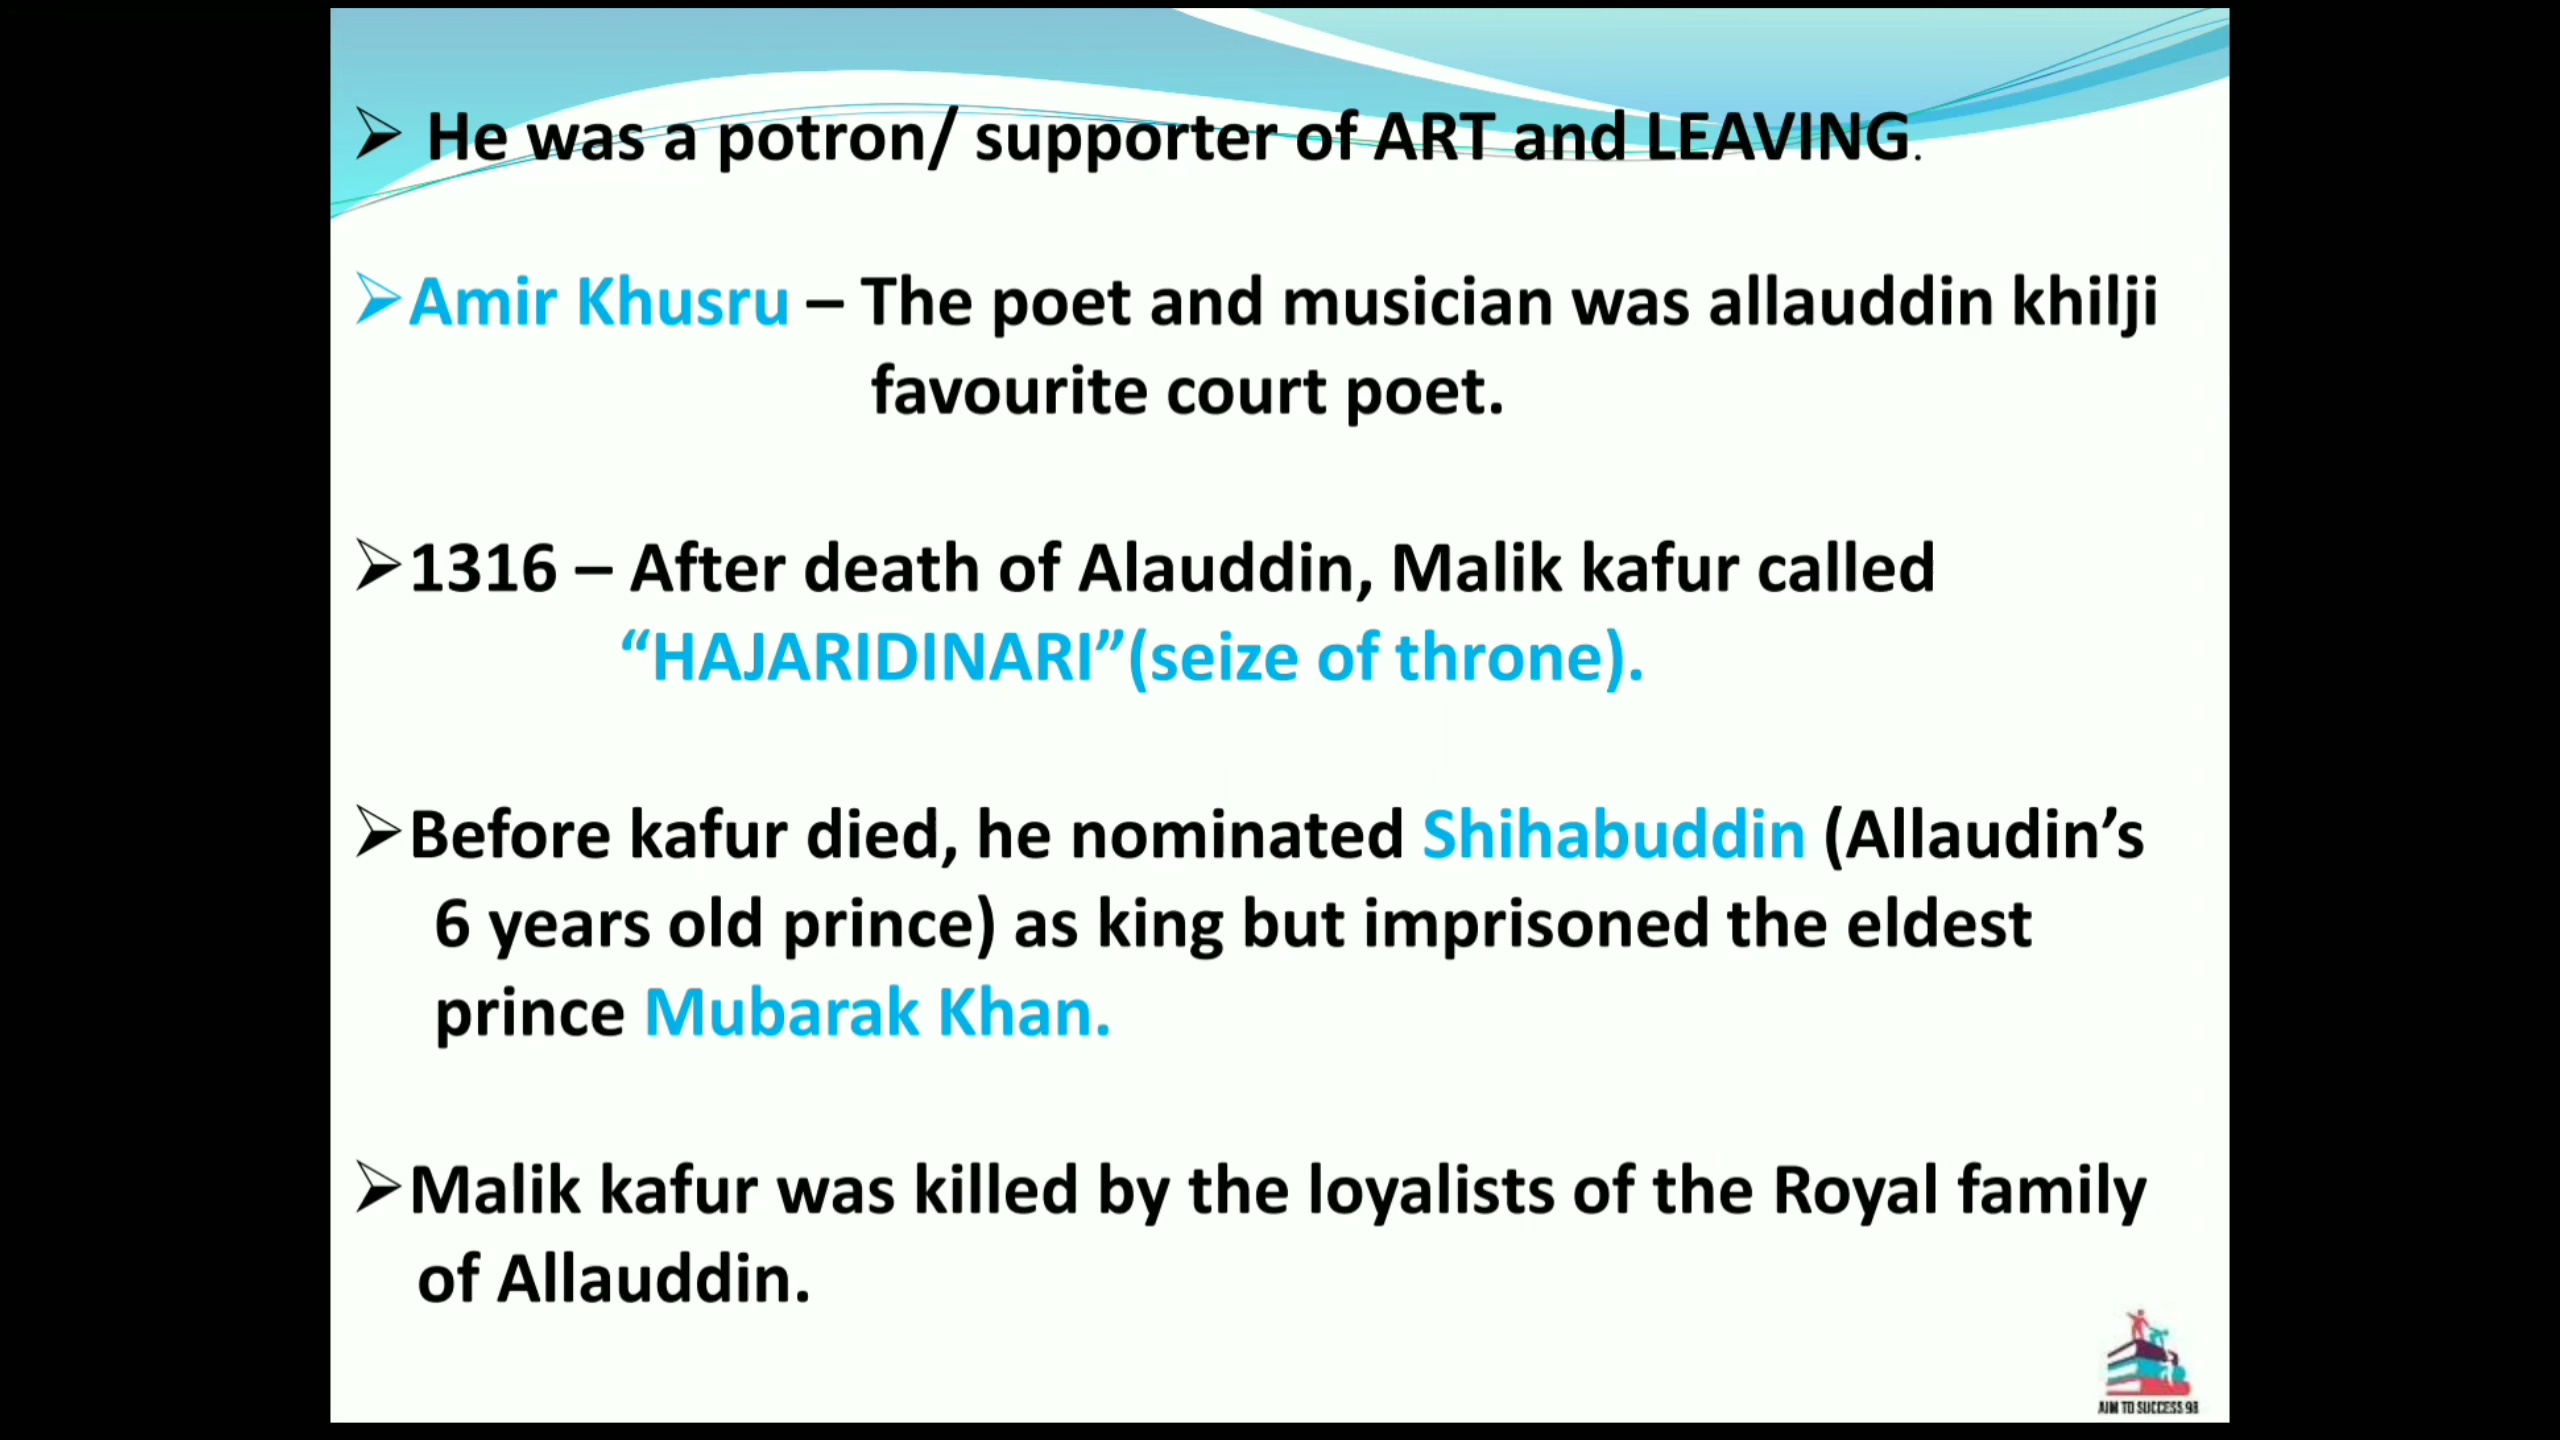 He was a potron/ supporter of ART and LEAVING.
Amir Khusru – The poet and musician was allauddin khilji
favourite court poet.
1316 – After death of Alauddin, Malik kafur called
“HAJARIDINARI”(seize of throne).
Before kafur died, he nominated Shihabuddin (Allaudin’s
6 years old prince) as king but imprisoned the eldest
prince Mubarak Khan.
Malik kafur was killed by the loyalists of the Royal family
of Allauddin.
AIM TO SUCCESS 98